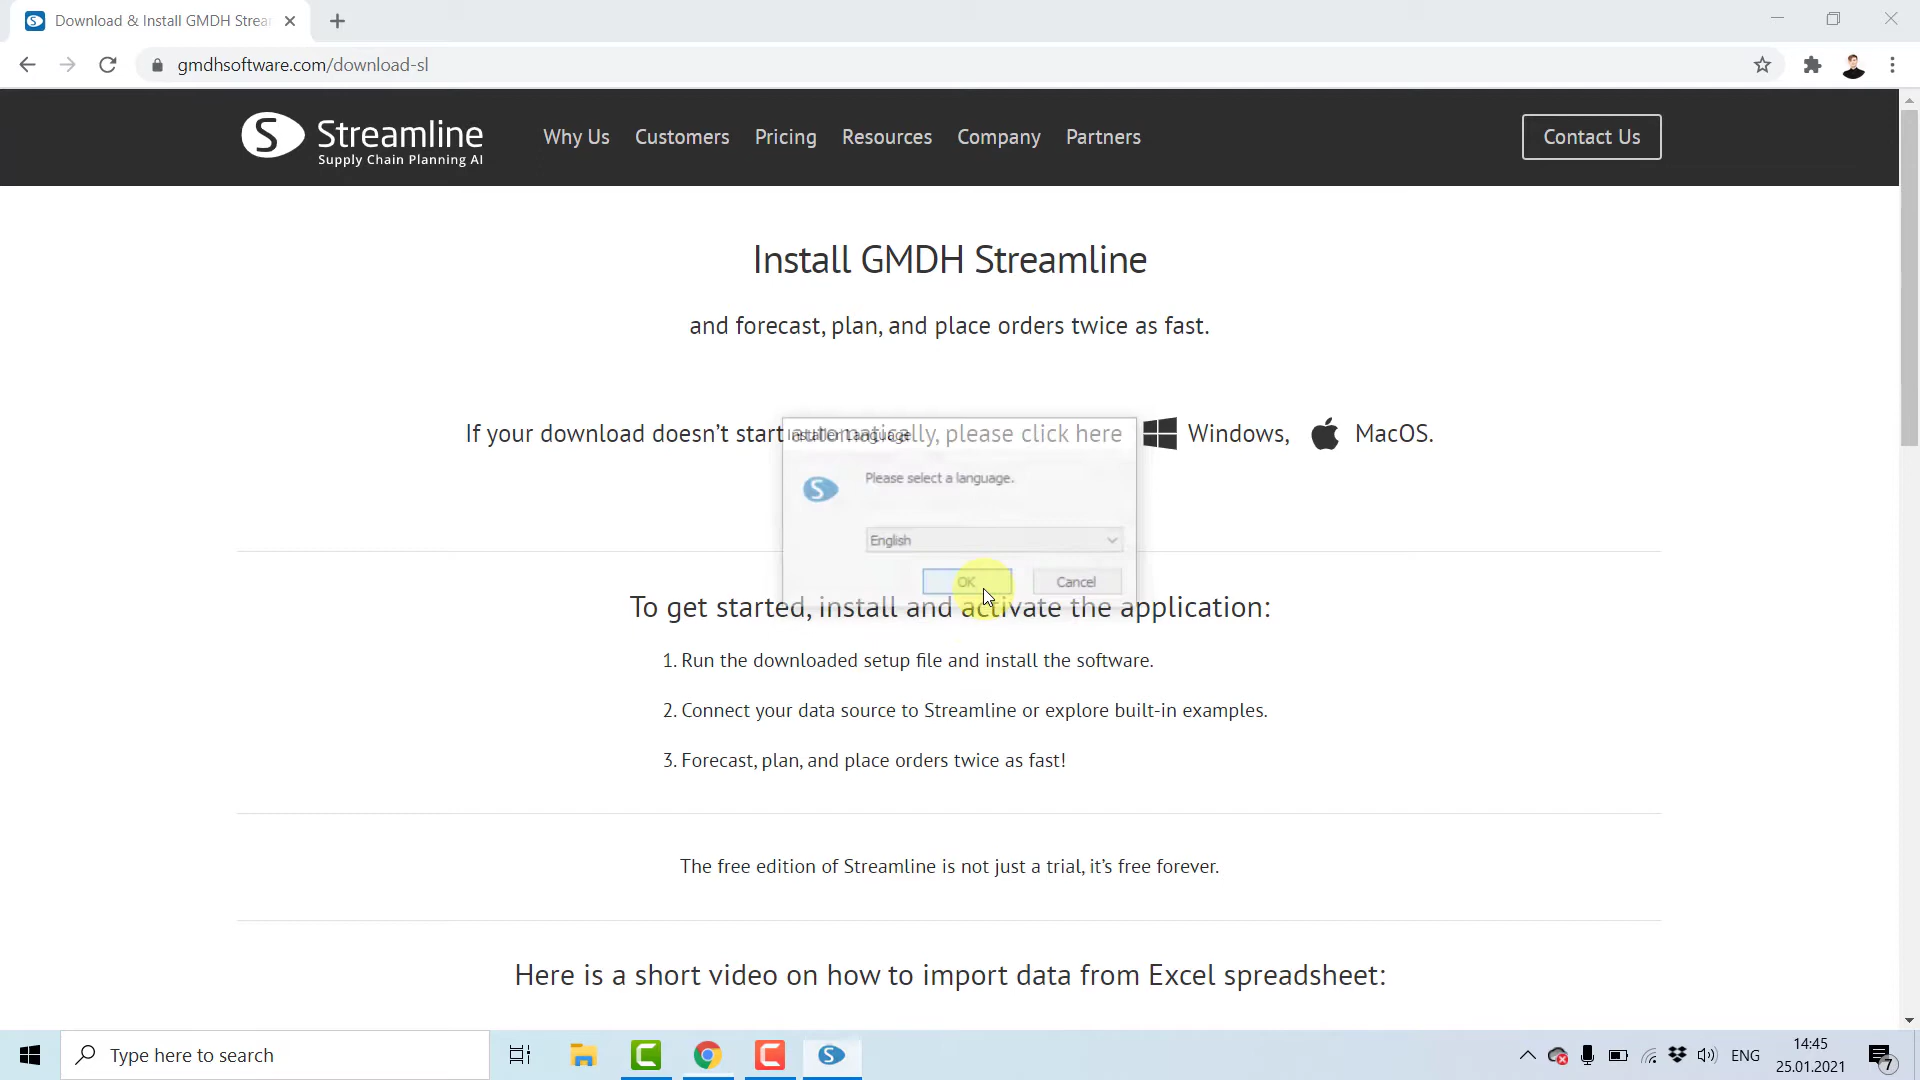 Download & Install GMDH Strea
gmdhsoftware.com/download-sl
S Streamline
Supply Chain Planning AI
Why Us Customers Pricing Resources Company Partners
Contact Us
Install GMDH Streamline
and forecast, plan, and place orders twice as fast.
If your download doesn’t start automatically, please click here Windows, MacOS.
Installer Language
Please select a language.
English
OK Cancel
To get started, install and activate the application:
1. Run the downloaded setup file and install the software.
2. Connect your data source to Streamline or explore built-in examples.
3. Forecast, plan, and place orders twice as fast!
The free edition of Streamline is not just a trial, it’s free forever.
Here is a short video on how to import data from Excel spreadsheet:
Type here to search
ENG
14:45
25.01.2021
7